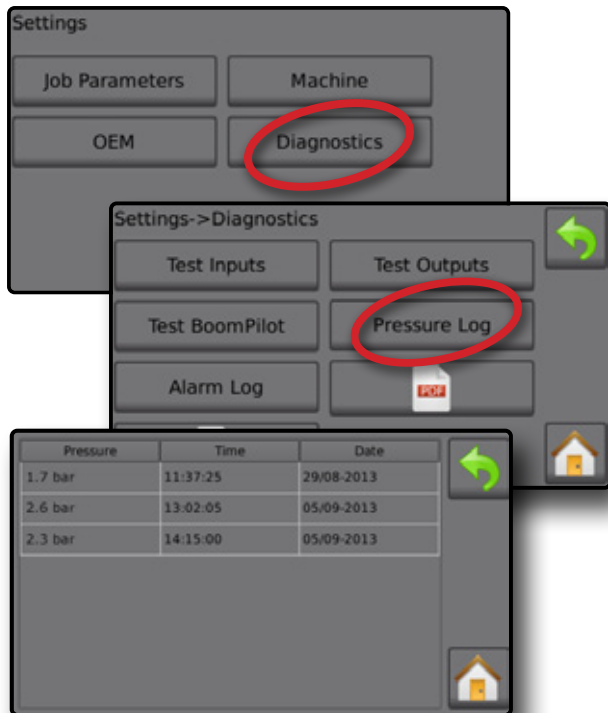 Settings
Job Parameters Machine
OEM Diagnostics
Settings->Diagnostics
Test Inputs Test Outputs
Test BoomPilot Pressure Log
Alarm Log PDF
Pressure Time Date
1.7 bar 11:37:25 29/08-2013
2.6 bar 13:02:05 05/09-2013
2.3 bar 14:15:00 05/09-2013